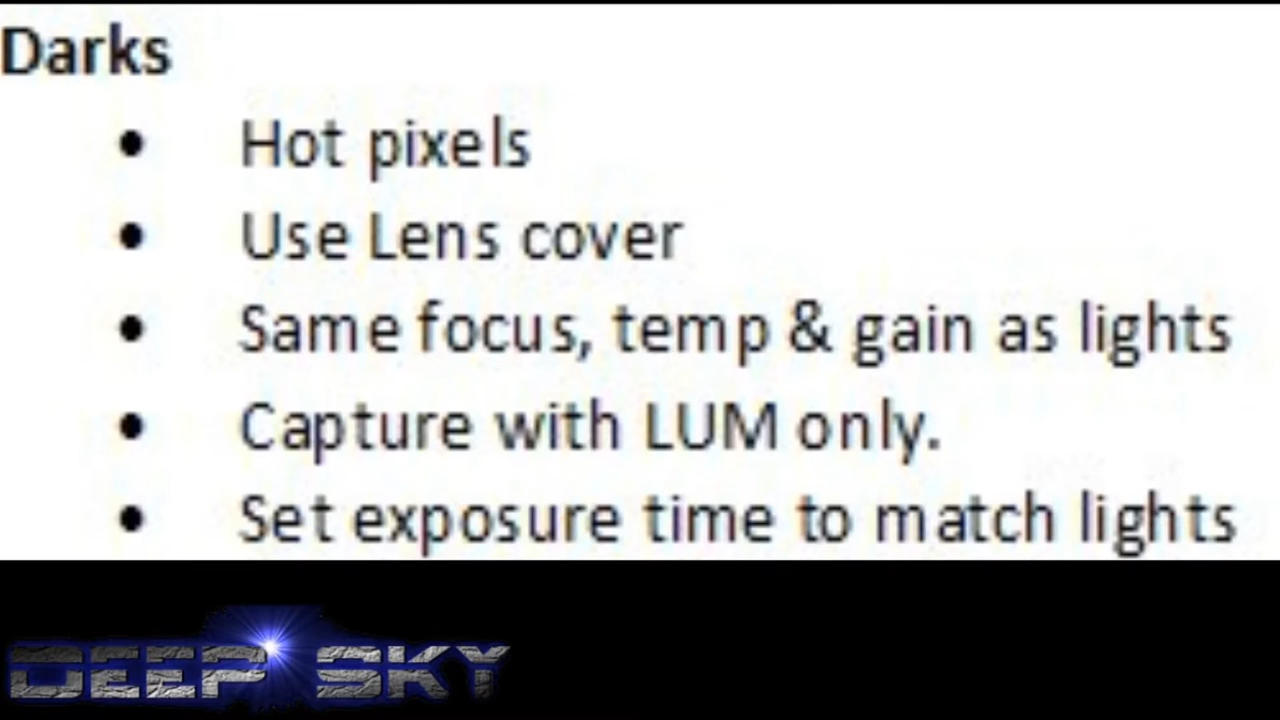 Darks
• Hot pixels
• Use Lens cover
• Same focus, temp & gain as lights
• Capture with LUM only.
• Set exposure time to match lights
DEEP SKY